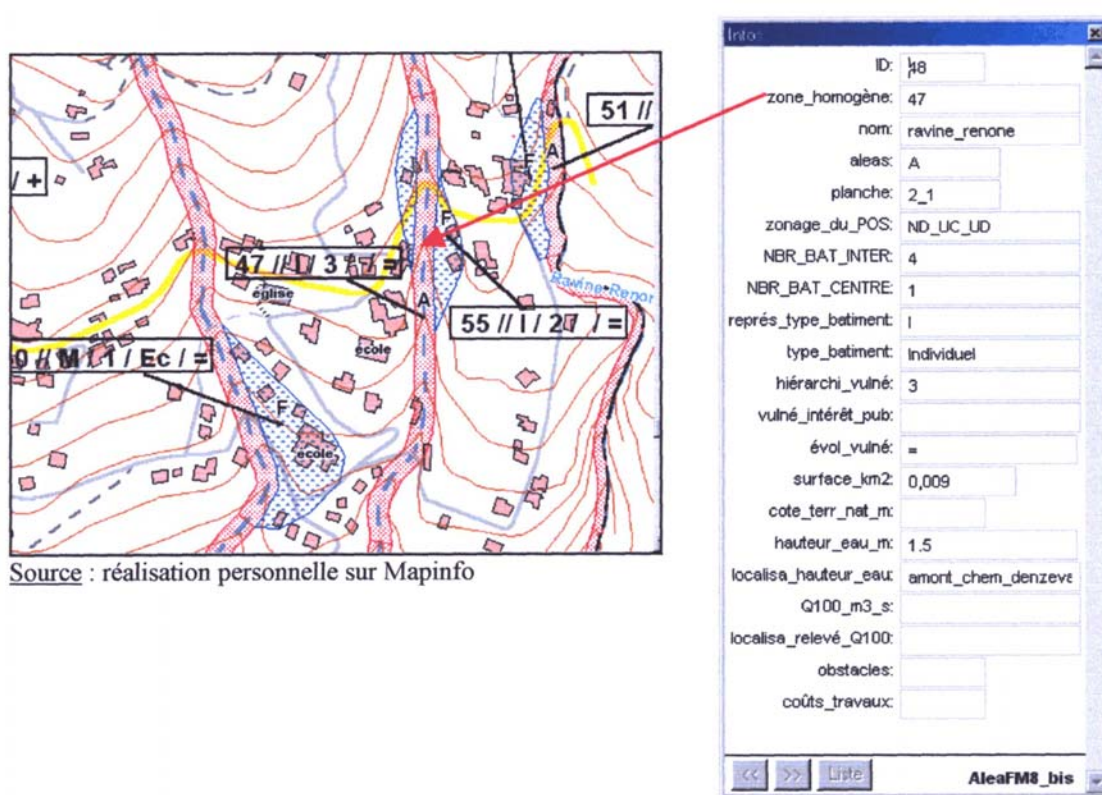 51 //
/ +
47 // I / 3 / / =
église
F
A
F
A
Ravine Renon
55 // I / 2 / / =
école
0 // M / 1 / Ec / =
F
école
Source : réalisation personnelle sur Mapinfo
Infos
ID: 48
zone_homogène: 47
nom: ravine_renone
aleas: A
planche: 2_1
zonage_du_POS: ND_UC_UD
NBR_BAT_INTER: 4
NBR_BAT_CENTRE: 1
représ_type_batiment: I
type_batiment: Individuel
hiérarchi_vulné: 3
vulné_intérêt_pub:
évol_vulné: =
surface_km2: 0,009
cote_terr_nat_m:
hauteur_eau_m: 1.5
localisa_hauteur_eau: amont_chem_denzeve
Q100_m3_s:
localisa_relevé_Q100:
obstacles:
coûts_travaux:
<< >> Liste AleaFM8_bis